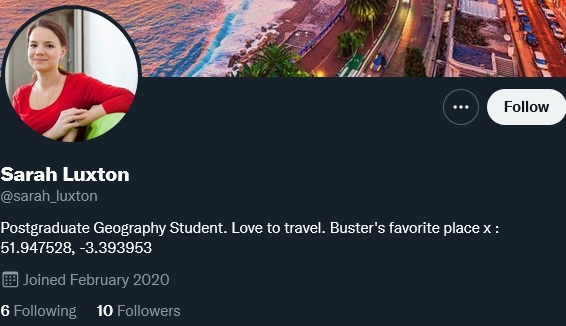 Follow
Sarah Luxton
@sarah_luxton
Postgraduate Geography Student. Love to travel. Buster's favorite place x :
51.947528, -3.393953
Joined February 2020
6 Following 10 Followers